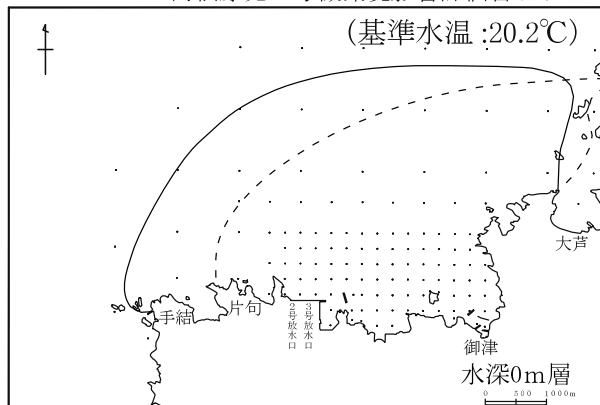 (基準水温:20.2℃)
大芦
手結
片句
2号放水口
3号放水口
御津
水深0m層
0 500 1000m